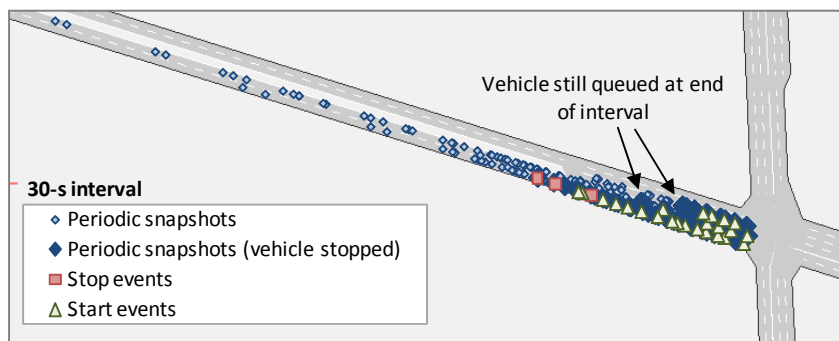 Vehicle still queued at end
of interval
30-s interval
Periodic snapshots
Periodic snapshots (vehicle stopped)
Stop events
Start events